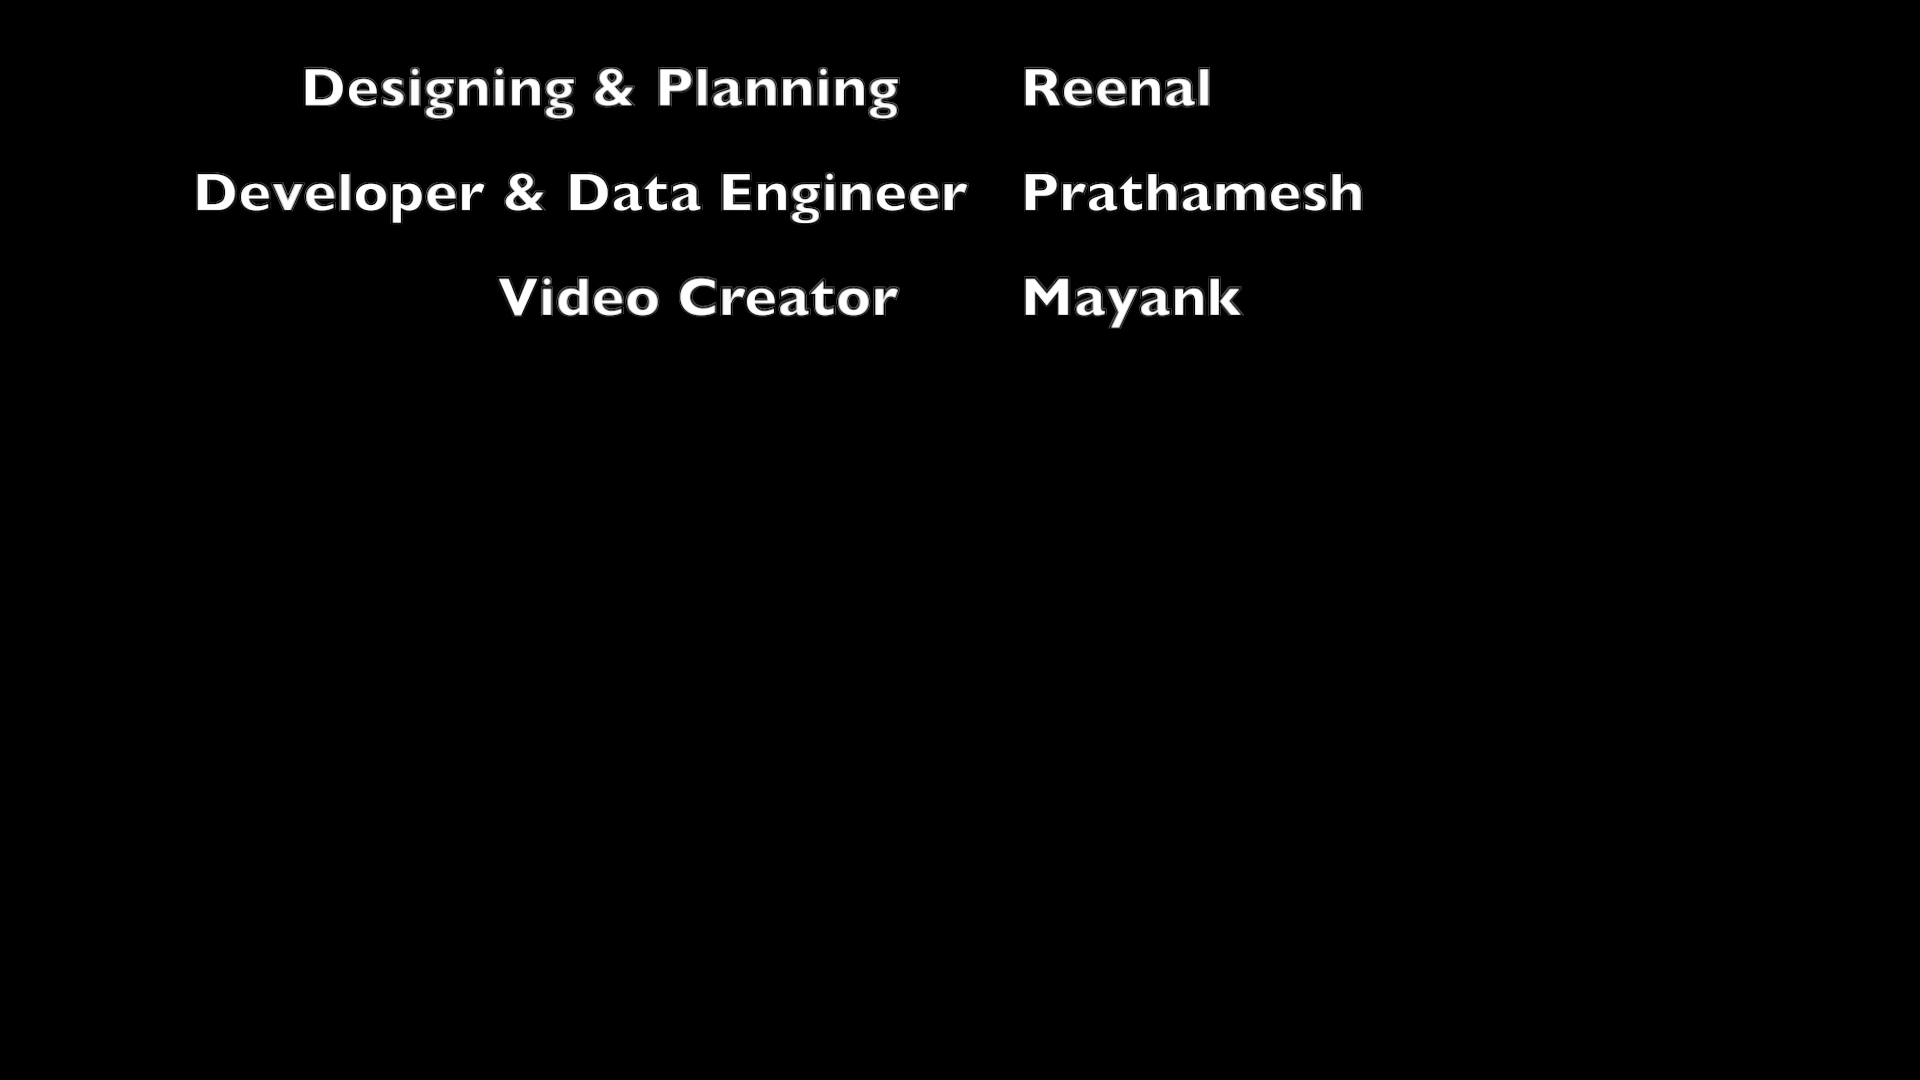 Designing & Planning Reenal
Developer & Data Engineer Prathamesh
Video Creator Mayank